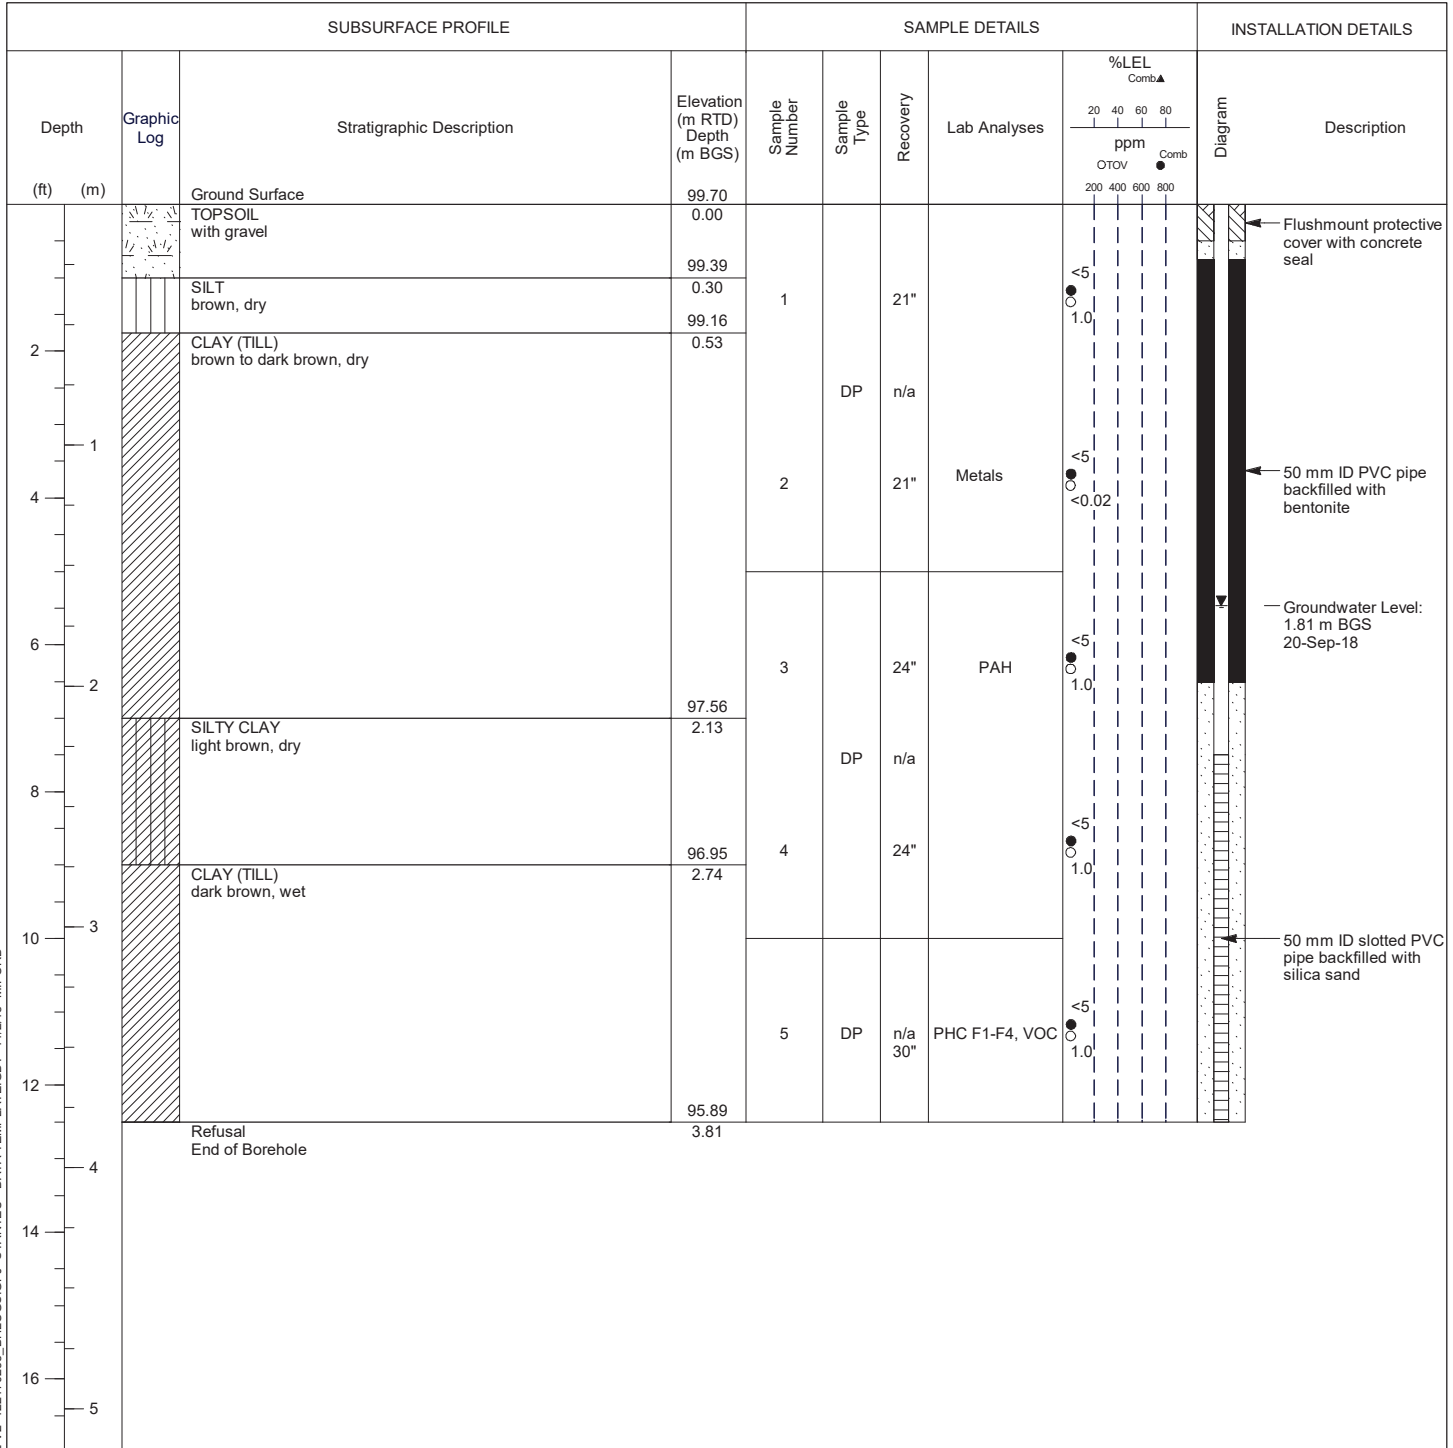 SUBSURFACE PROFILE
SAMPLE DETAILS
INSTALLATION DETAILS
Depth
(ft) (m)
Graphic
Log
Stratigraphic Description
Elevation
(m RTD)
Depth
(m BGS)
Sample
Number
Sample
Type
Recovery
Lab Analyses
%LEL
Comb▲
20 40 60 80
ppm
OTOV ● Comb
200 400 600 800
Diagram
Description
Ground Surface 99.70
TOPSOIL 0.00
with gravel
99.39
SILT 0.30
brown, dry
99.16
CLAY (TILL) 0.53
brown to dark brown, dry
97.56
SILTY CLAY 2.13
light brown, dry
96.95
CLAY (TILL) 2.74
dark brown, wet
95.89
Refusal 3.81
End of Borehole
2
4
6
8
10
12
14
16
1
2
3
4
5
1 21"
<5
1.0
DP n/a
2 21" Metals
<5
<0.02
3 24" PAH
<5
1.0
DP n/a
4 24"
<5
1.0
5 DP n/a PHC F1-F4, VOC
30"
<5
1.0
Flushmount protective
cover with concrete
seal
50 mm ID PVC pipe
backfilled with
bentonite
Groundwater Level:
1.81 m BGS
20-Sep-18
50 mm ID slotted PVC
pipe backfilled with
silica sand